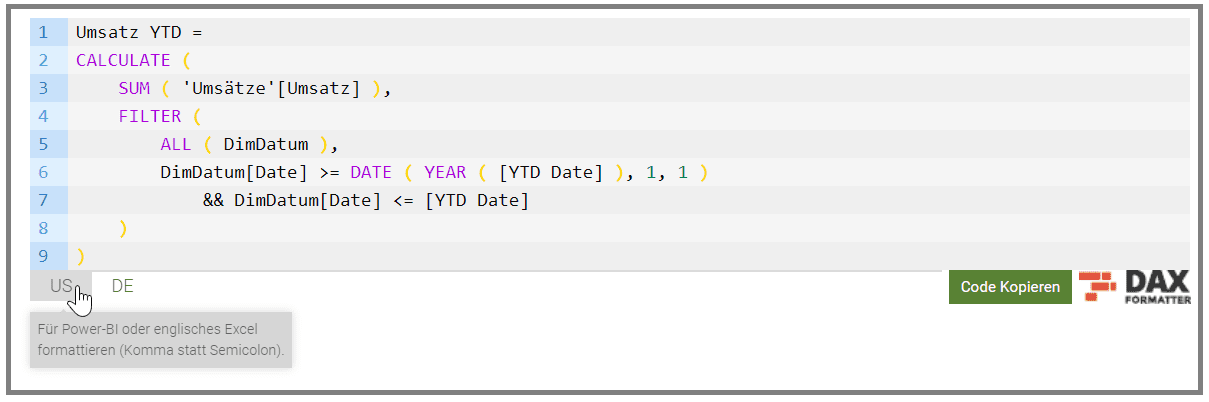 1 Umsatz YTD =
2 CALCULATE (
3 SUM ( 'Umsätze'[Umsatz] ),
4 FILTER (
5 ALL ( DimDatum ),
6 DimDatum[Date] >= DATE ( YEAR ( [YTD Date] ), 1, 1 )
7 && DimDatum[Date] <= [YTD Date]
8 )
9 )
US DE Code Kopieren DAX
FORMATTER
Für Power-BI oder englisches Excel
formattieren (Komma statt Semicolon).